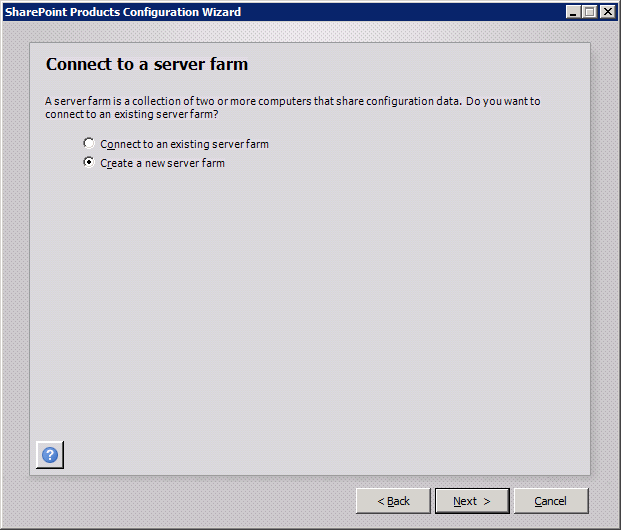 SharePoint Products Configuration Wizard
Connect to a server farm
A server farm is a collection of two or more computers that share configuration data. Do you want to
connect to an existing server farm?
Connect to an existing server farm
Create a new server farm
?
< Back
Next >
Cancel